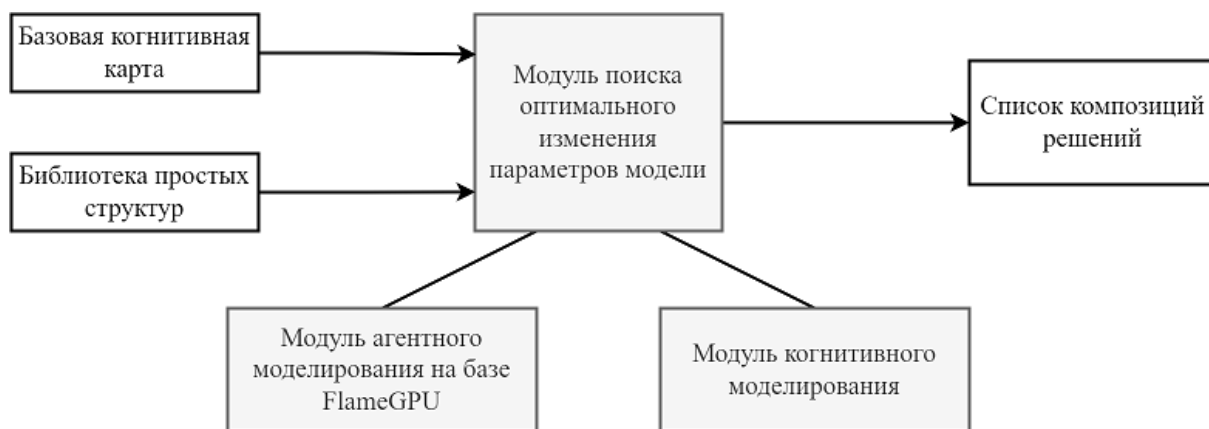 Базовая когнитивная
карта
Библиотека простых
структур
Модуль поиска
оптимального
изменения
параметров модели
Список композиций
решений
Модуль агентного
моделирования на базе
FlameGPU
Модуль когнитивного
моделирования